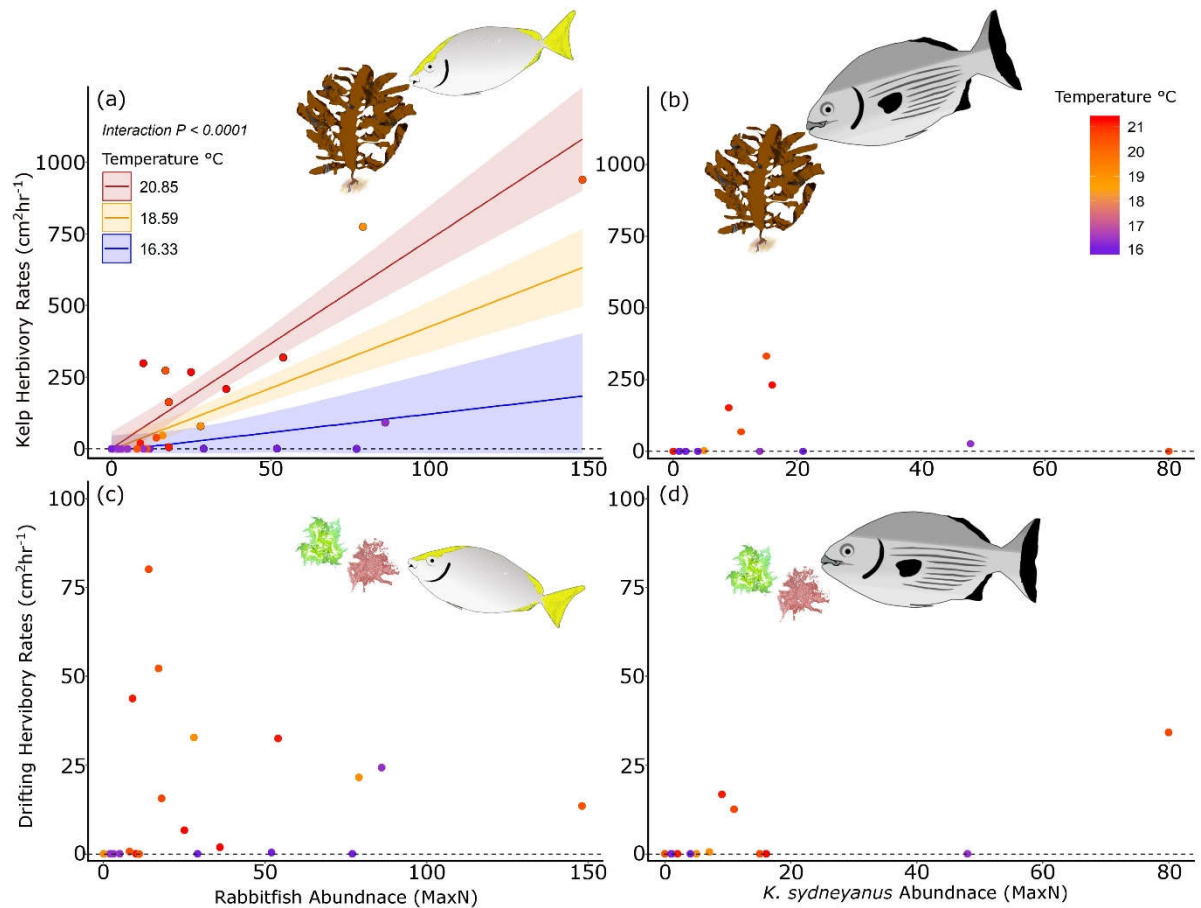 (a)
Interaction P < 0.0001
Temperature °C
20.85
18.59
16.33
Kelp Herbivory Rates (cm²hr⁻¹)
1000
750
500
250
0
0 50 100 150
(b)
Temperature °C
21
20
19
18
17
16
1000
750
500
250
0
0 20 40 60 80
(c)
Drifting Hervibory Rates (cm²hr⁻¹)
100
75
50
25
0
0 50 100 150
Rabbitfish Abundnace (MaxN)
(d)
100
75
50
25
0
0 20 40 60 80
K. sydneyanus Abundnace (MaxN)